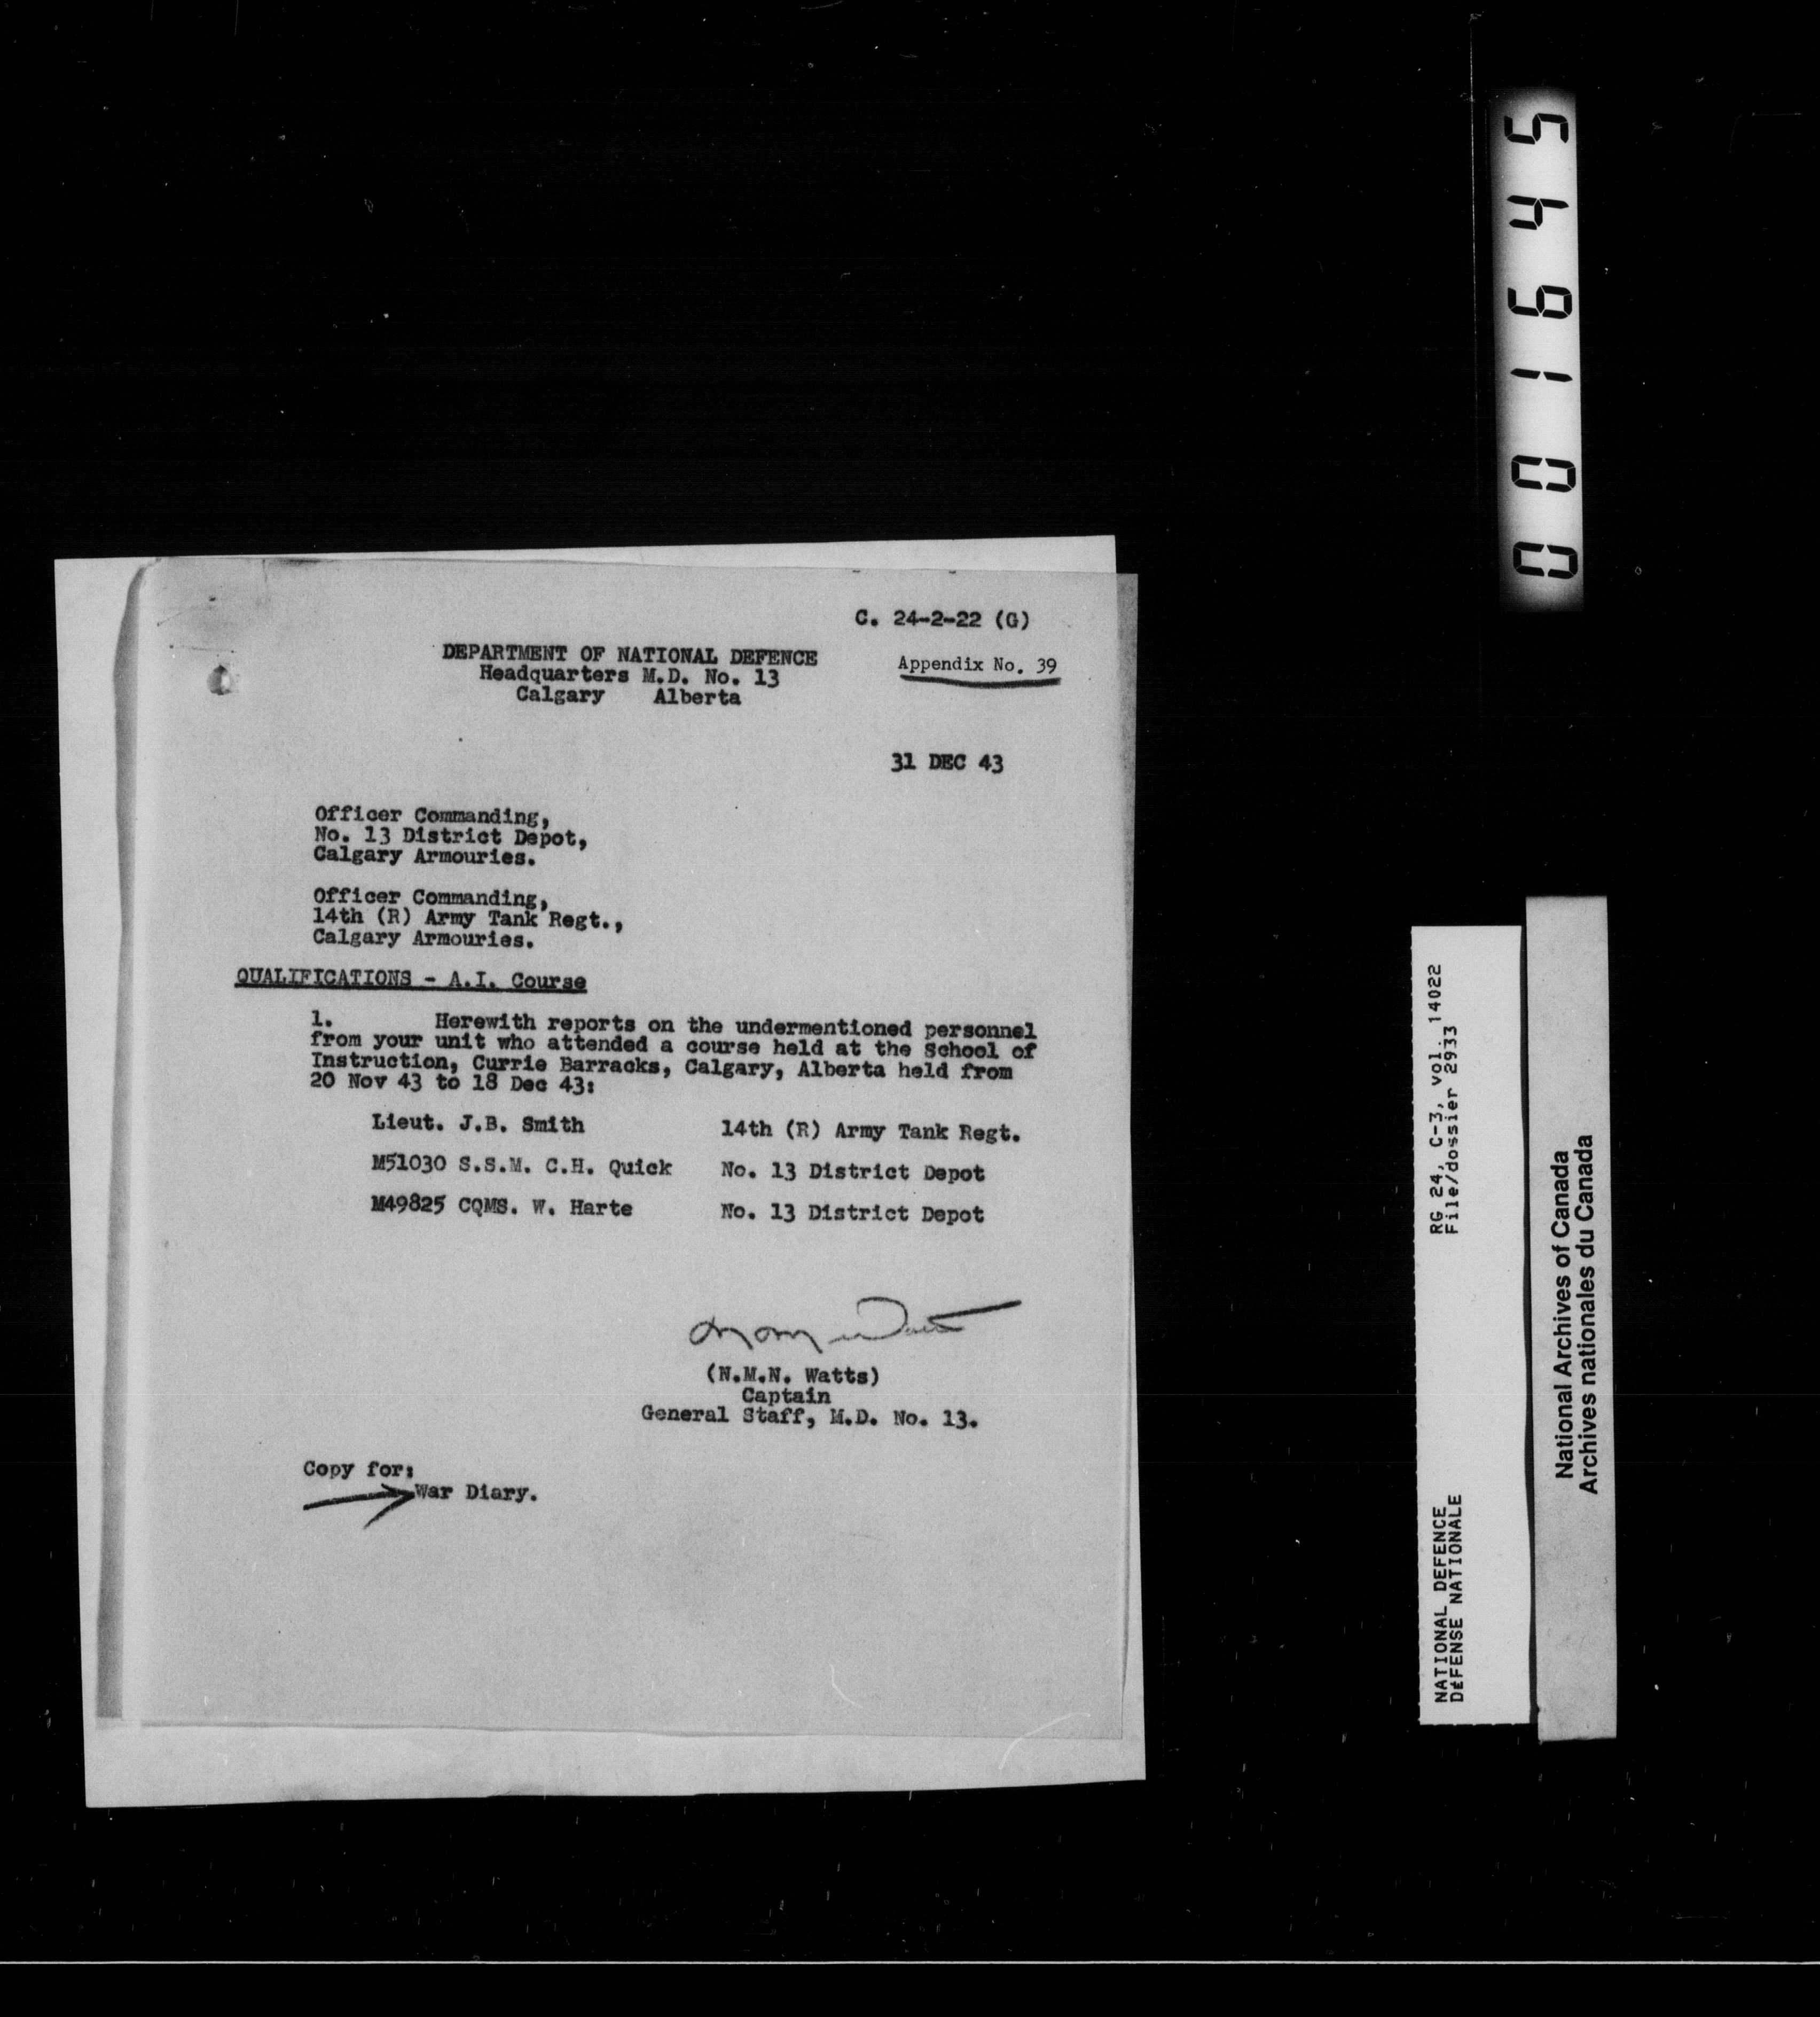 C. 24-2-22 (G)
DEPARTMENT OF NATIONAL DEFENCE
Headquarters M.D. No. 13
Calgary Alberta
Appendix No. 39
31 DEC 43
Officer Commanding,
No. 13 District Depot,
Calgary Armouries.
Officer Commanding,
14th (R) Army Tank Regt.,
Calgary Armouries.
QUALIFICATIONS - A.I. Course
1. Herewith reports on the undermentioned personnel
from your unit who attended a course held at the School of
Instruction, Currie Barracks, Calgary, Alberta held from
20 Nov 43 to 18 Dec 43:
Lieut. J.B. Smith 14th (R) Army Tank Regt.
M51030 S.S.M. C.H. Quick No. 13 District Depot
M49825 CQMS. W. Harte No. 13 District Depot
(N.M.N. Watts)
Captain
General Staff, M.D. No. 13.
Copy for:
War Diary.
001645
NATIONAL DEFENCE RG 24, C-3, vol. 14022
DÉFENSE NATIONALE File/dossier 2933
National Archives of Canada
Archives nationales du Canada